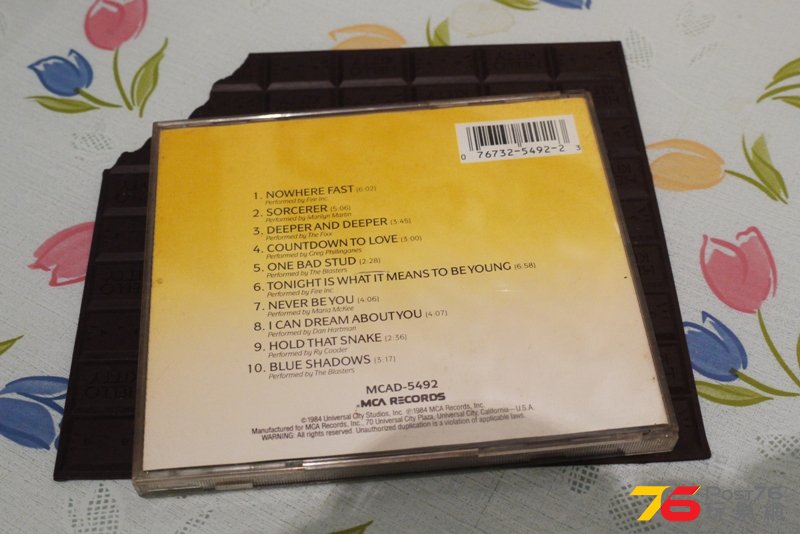 0 76732-5492-2 3
1. NOWHERE FAST (6:02)
Performed by Fire Inc.
2. SORCERER (5:06)
Performed by Marilyn Martin
3. DEEPER AND DEEPER (3:45)
Performed by The Fixx
4. COUNTDOWN TO LOVE (3:00)
Performed by Greg Phillinganes
5. ONE BAD STUD (2:28)
Performed by The Blasters
6. TONIGHT IS WHAT IT MEANS TO BE YOUNG (6:58)
Performed by Fire Inc.
7. NEVER BE YOU (4:06)
Performed by Maria McKee
8. I CAN DREAM ABOUT YOU (4:07)
Performed by Dan Hartman
9. HOLD THAT SNAKE (2:36)
Performed by Ry Cooder
10. BLUE SHADOWS (3:17)
Performed by The Blasters
MCAD-5492
MCA RECORDS
©1984 Universal City Studios, Inc. ℗1984 MCA Records, Inc.
Manufactured for MCA Records, Inc., 70 Universal City Plaza, Universal City, California—U.S.A.
WARNING: All rights reserved. Unauthorized duplication is a violation of applicable laws.
76 Post76